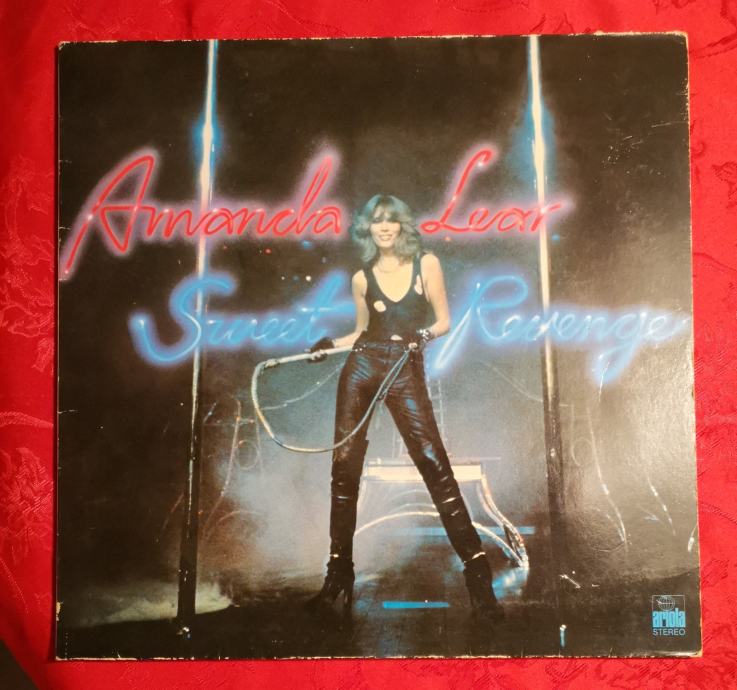 Amanda Lear
Sweet Revenge
ariola
STEREO